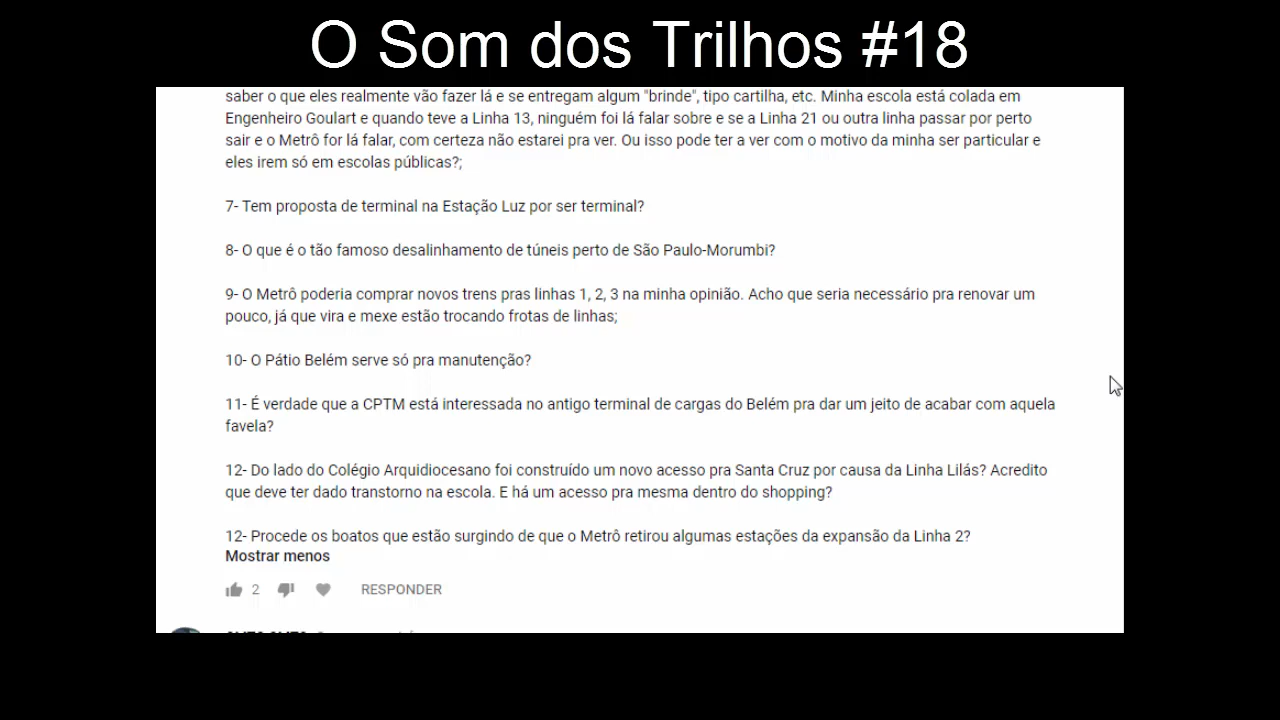 O Som dos Trilhos #18
saber o que eles realmente vão fazer lá e se entregam algum "brinde", tipo cartilha, etc. Minha escola está colada em
Engenheiro Goulart e quando teve a Linha 13, ninguém foi lá falar sobre e se a Linha 21 ou outra linha passar por perto
sair e o Metrô for lá falar, com certeza não estarei pra ver. Ou isso pode ter a ver com o motivo da minha ser particular e
eles irem só em escolas públicas?;
7- Tem proposta de terminal na Estação Luz por ser terminal?
8- O que é o tão famoso desalinhamento de túneis perto de São Paulo-Morumbi?
9- O Metrô poderia comprar novos trens pras linhas 1, 2, 3 na minha opinião. Acho que seria necessário pra renovar um
pouco, já que vira e mexe estão trocando frotas de linhas;
10- O Pátio Belém serve só pra manutenção?
11- É verdade que a CPTM está interessada no antigo terminal de cargas do Belém pra dar um jeito de acabar com aquela
favela?
12- Do lado do Colégio Arquidiocesano foi construído um novo acesso pra Santa Cruz por causa da Linha Lilás? Acredito
que deve ter dado transtorno na escola. E há um acesso pra mesma dentro do shopping?
12- Procede os boatos que estão surgindo de que o Metrô retirou algumas estações da expansão da Linha 2?
Mostrar menos
2 RESPONDER